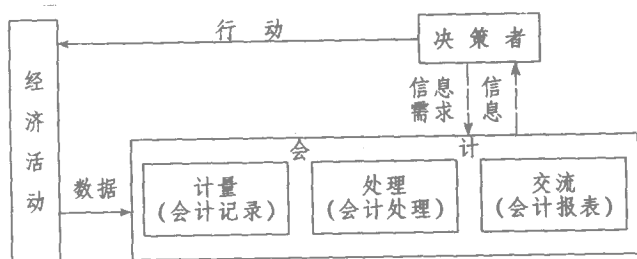 行动
决策者
经济活动
信息需求
信息
会计
数据
计量
(会计记录)
处理
(会计处理)
交流
(会计报表)